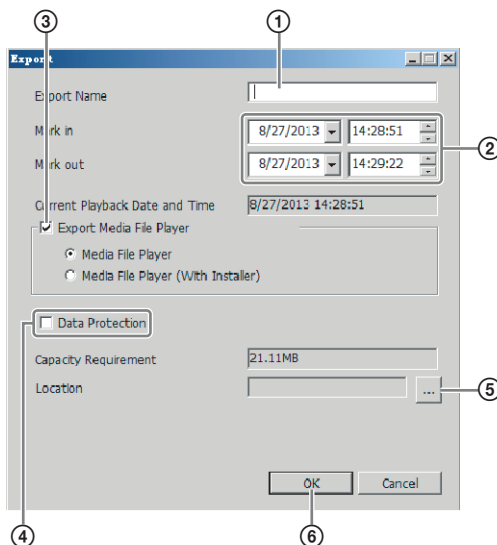 ③ ①
Export
Export Name
Mark in 8/27/2013 14:28:51
②
Mark out 8/27/2013 14:29:22
Current Playback Date and Time 8/27/2013 14:28:51
Export Media File Player
Media File Player
Media File Player (With Installer)
Data Protection
Capacity Requirement 21.11MB
Location ... ⑤
OK Cancel
④ ⑥